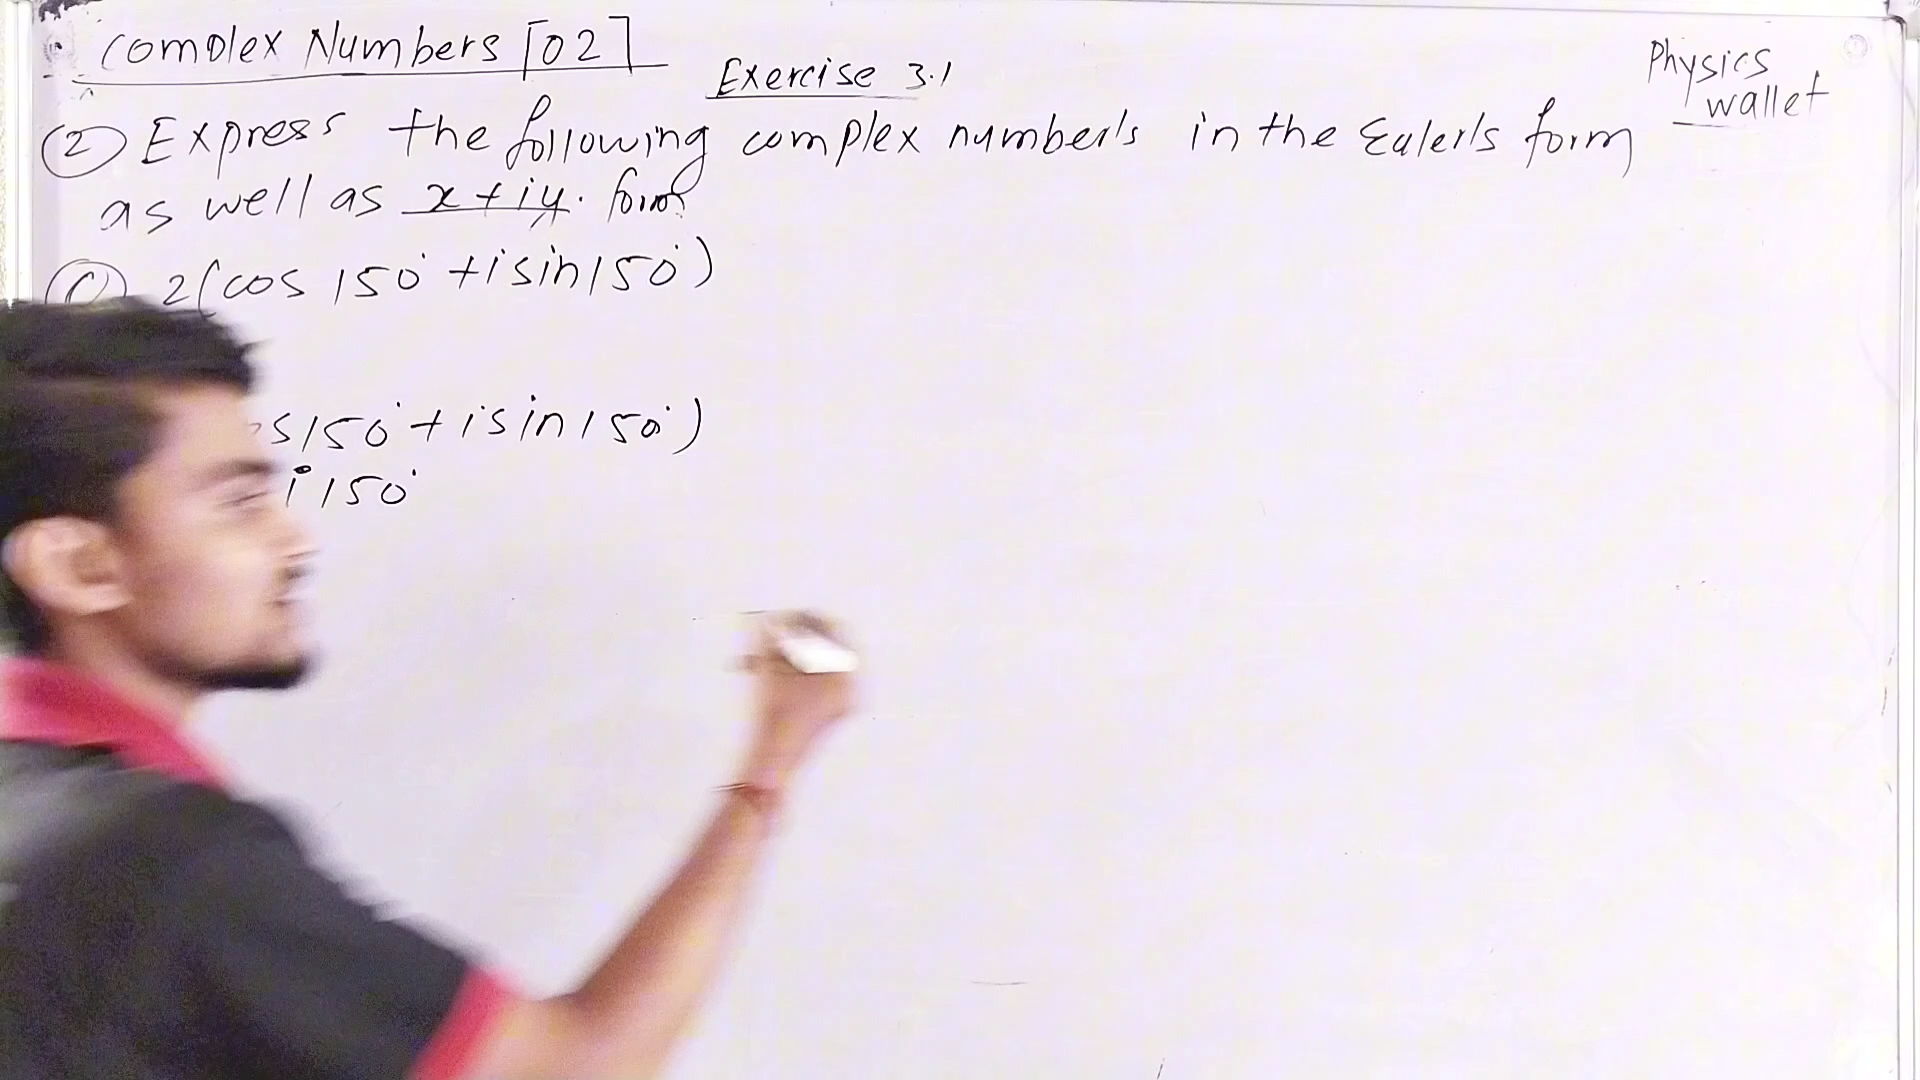 Complex Numbers [02]
Exercise 3.1
Physics
wallet
② Express the following complex number's in the Euler's form
as well as x + iy. form
2(cos 150° + i sin 150°)
s 150° + i sin 150°)
i 150°